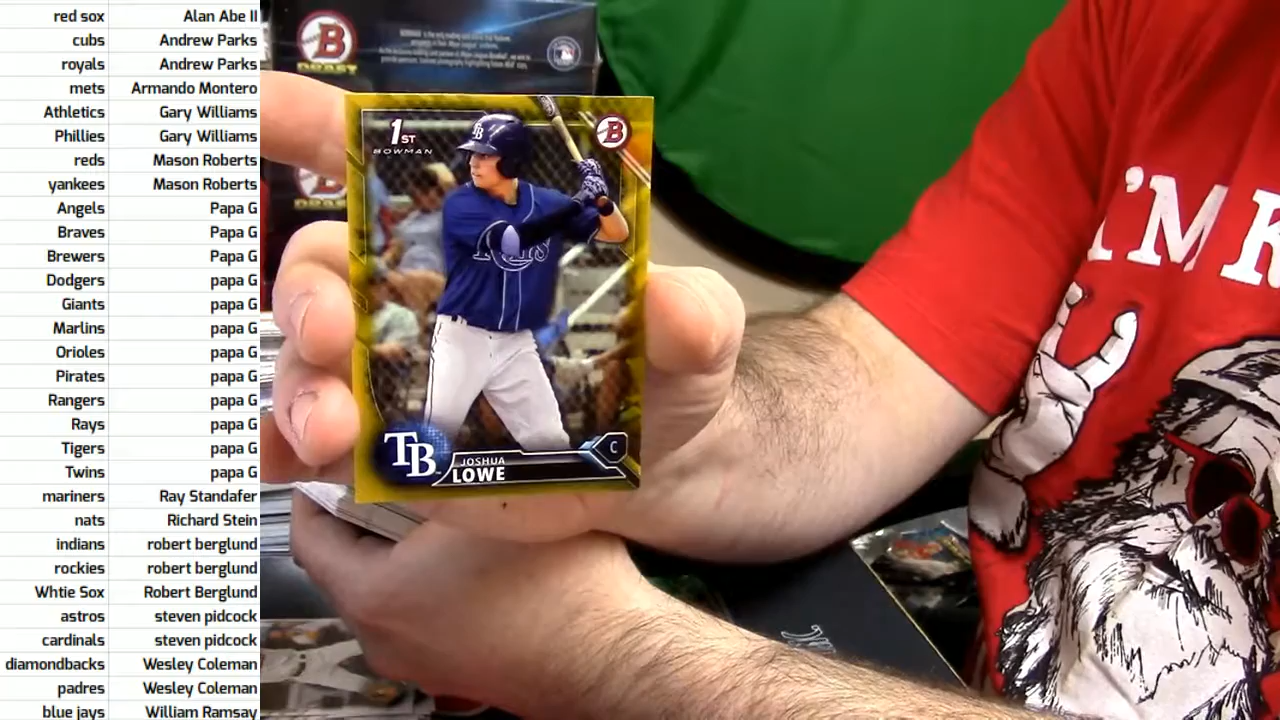 red sox Alan Abe II
cubs Andrew Parks
royals Andrew Parks
mets Armando Montero
Athletics Gary Williams
Phillies Gary Williams
reds Mason Roberts
yankees Mason Roberts
Angels Papa G
Braves Papa G
Brewers Papa G
Dodgers papa G
Giants papa G
Marlins papa G
Orioles papa G
Pirates papa G
Rangers papa G
Rays papa G
Tigers papa G
Twins papa G
mariners Ray Standafer
nats Richard Stein
indians robert berglund
rockies robert berglund
Whtie Sox Robert Berglund
astros steven pidcock
cardinals steven pidcock
diamondbacks Wesley Coleman
padres Wesley Coleman
blue jays William Ramsay
B
DRAFT
1ST
BOWMAN
B
TB
Rays
TB
JOSHUA
LOWE
C
I'M K